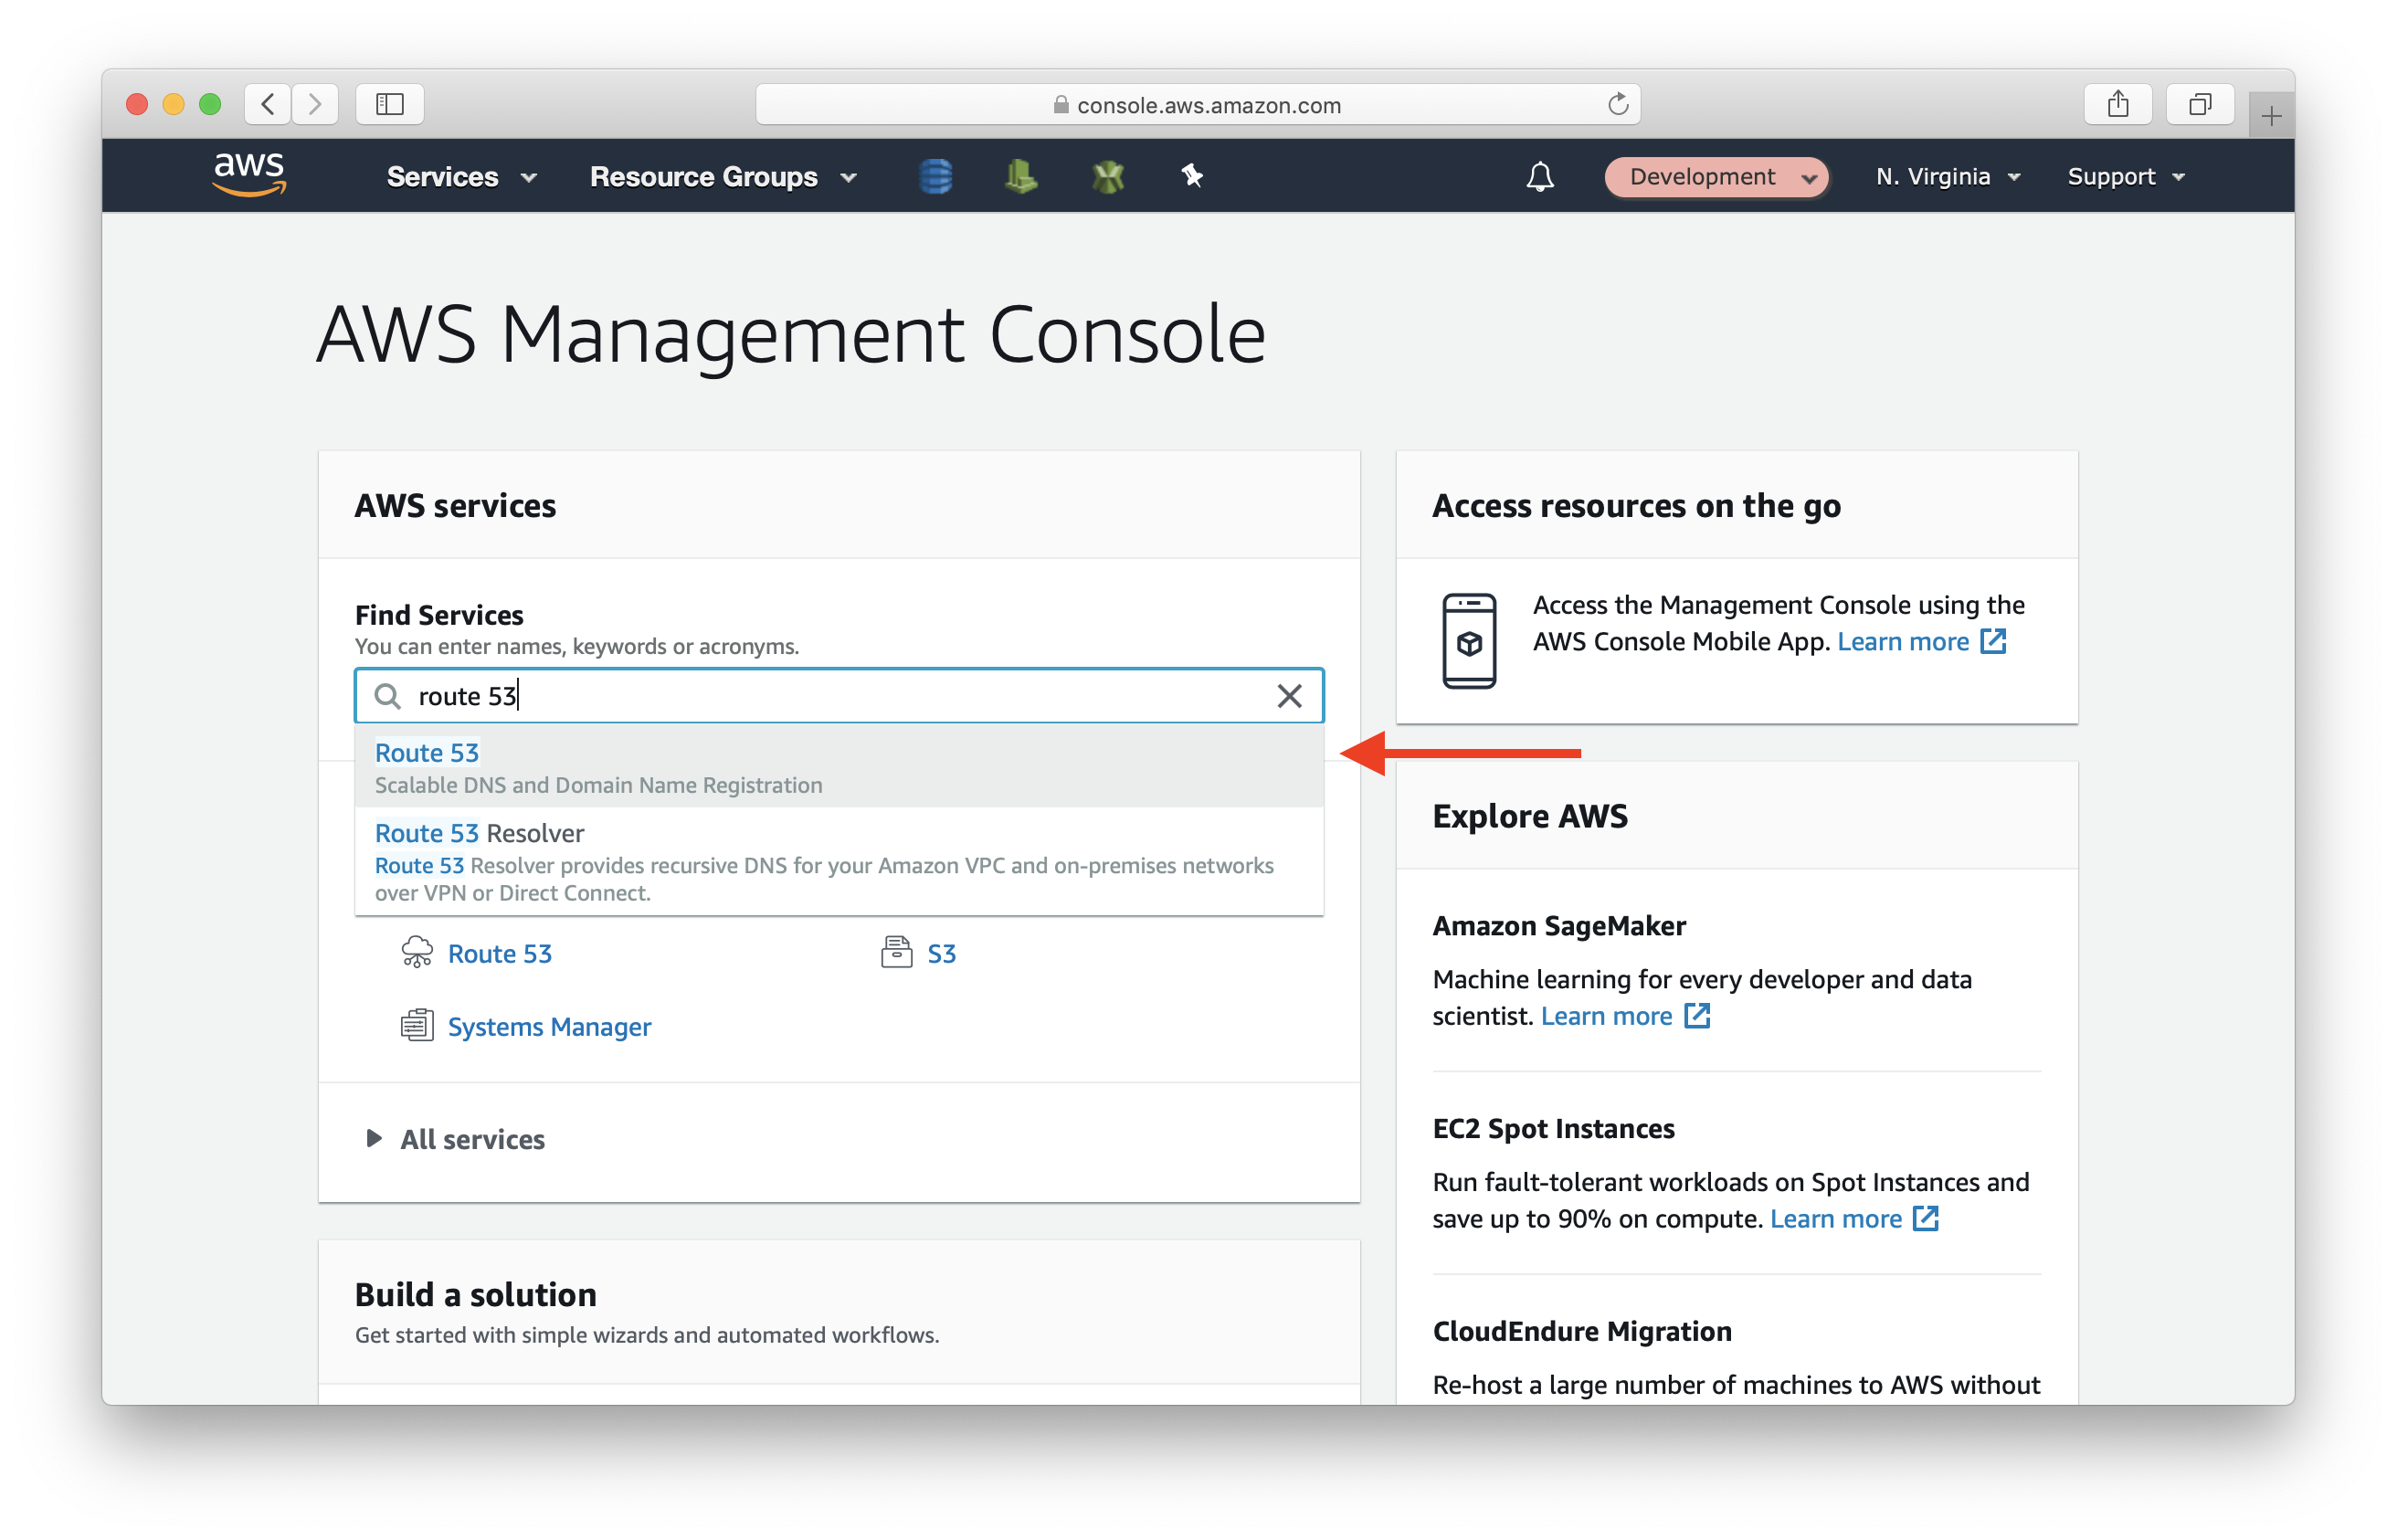 console.aws.amazon.com
aws Services Resource Groups Development N. Virginia Support
AWS Management Console
AWS services
Find Services
You can enter names, keywords or acronyms.
route 53
Route 53
Scalable DNS and Domain Name Registration
Route 53 Resolver
Route 53 Resolver provides recursive DNS for your Amazon VPC and on-premises networks
over VPN or Direct Connect.
Route 53 S3
Systems Manager
All services
Build a solution
Get started with simple wizards and automated workflows.
Access resources on the go
Access the Management Console using the
AWS Console Mobile App. Learn more
Explore AWS
Amazon SageMaker
Machine learning for every developer and data
scientist. Learn more
EC2 Spot Instances
Run fault-tolerant workloads on Spot Instances and
save up to 90% on compute. Learn more
CloudEndure Migration
Re-host a large number of machines to AWS without